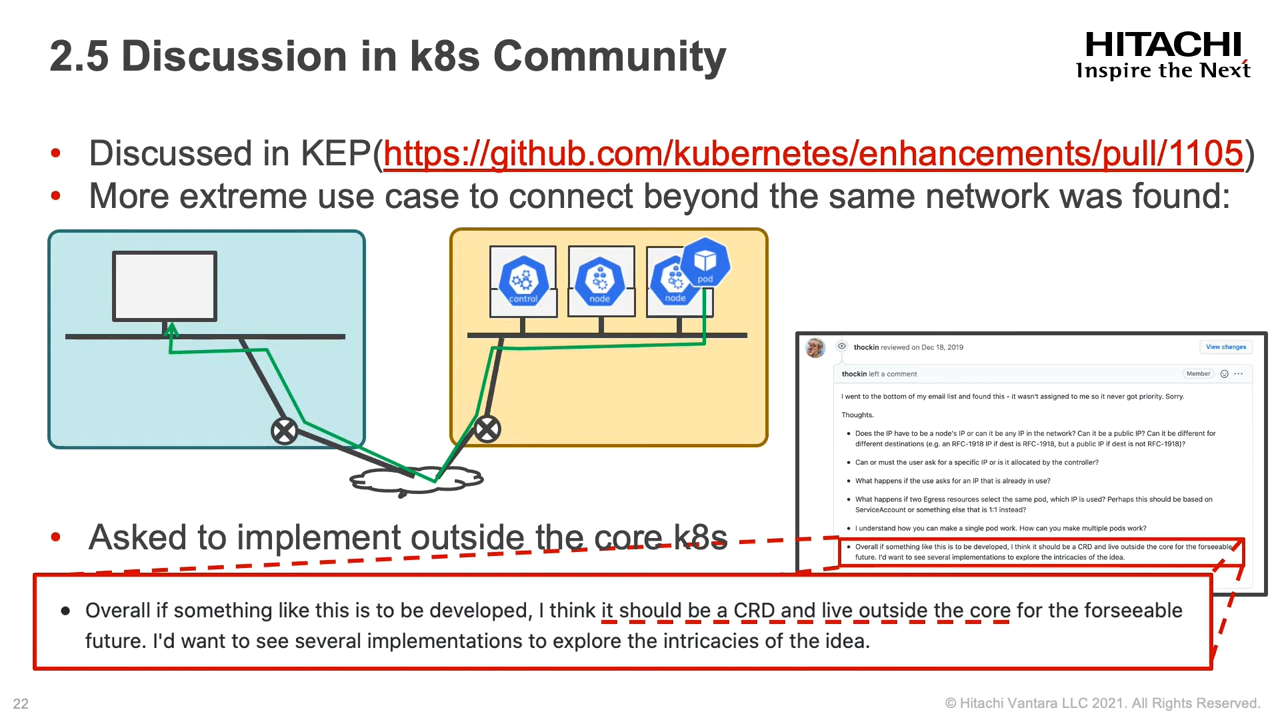 2.5 Discussion in k8s Community
HITACHI
Inspire the Next
• Discussed in KEP(https://github.com/kubernetes/enhancements/pull/1105)
• More extreme use case to connect beyond the same network was found:
control
node
node
pod
thockin reviewed on Dec 18, 2019
View changes
thockin left a comment
Member
I went to the bottom of my email list and found this - it wasn't assigned to me so it never got priority. Sorry.
Thoughts.
• Does the IP have to be a node's IP or can it be any IP in the network? Can it be a public IP? Can it be different for
different destinations (e.g. an RFC-1918 IP if dest is RFC-1918, but a public IP if dest is not RFC-1918)?
• Can or must the user ask for a specific IP or is it allocated by the controller?
• What happens if the use asks for an IP that is already in use?
• What happens if two Egress resources select the same pod, which IP is used? Perhaps this should be based on
ServiceAccount or something else that is 1:1 instead?
• I understand how you can make a single pod work. How can you make multiple pods work?
• Overall if something like this is to be developed, I think it should be a CRD and live outside the core for the forseeable
future. I'd want to see several implementations to explore the intricacies of the idea.
• Asked to implement outside the core k8s
• Overall if something like this is to be developed, I think it should be a CRD and live outside the core for the forseeable
future. I'd want to see several implementations to explore the intricacies of the idea.
22
© Hitachi Vantara LLC 2021. All Rights Reserved.